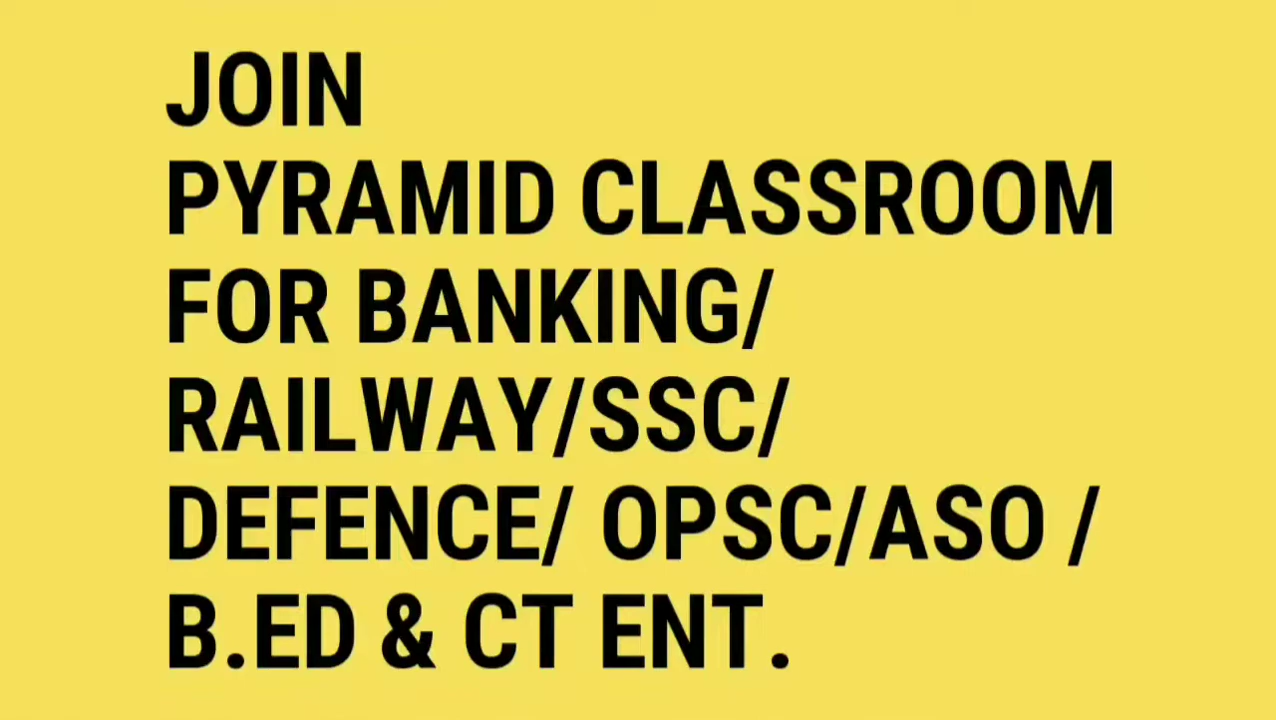 JOIN
PYRAMID CLASSROOM
FOR BANKING/
RAILWAY/SSC/
DEFENCE/ OPSC/ASO /
B.ED & CT ENT.